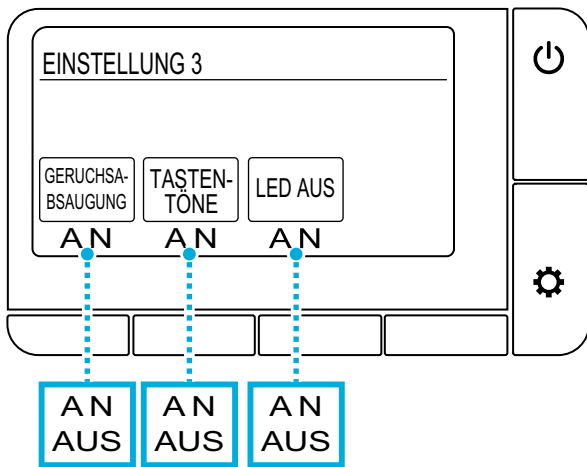 EINSTELLUNG 3
GERUCHSA-
BSAUGUNG
TASTEN-
TÖNE
LED AUS
AN AN AN
AN AN AN
AUS AUS AUS